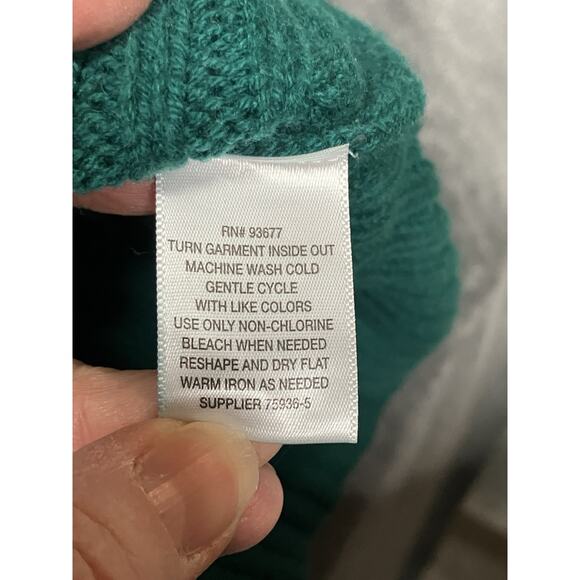 RN# 93677
TURN GARMENT INSIDE OUT
MACHINE WASH COLD
GENTLE CYCLE
WITH LIKE COLORS
USE ONLY NON-CHLORINE
BLEACH WHEN NEEDED
RESHAPE AND DRY FLAT
WARM IRON AS NEEDED
SUPPLIER 75936-5